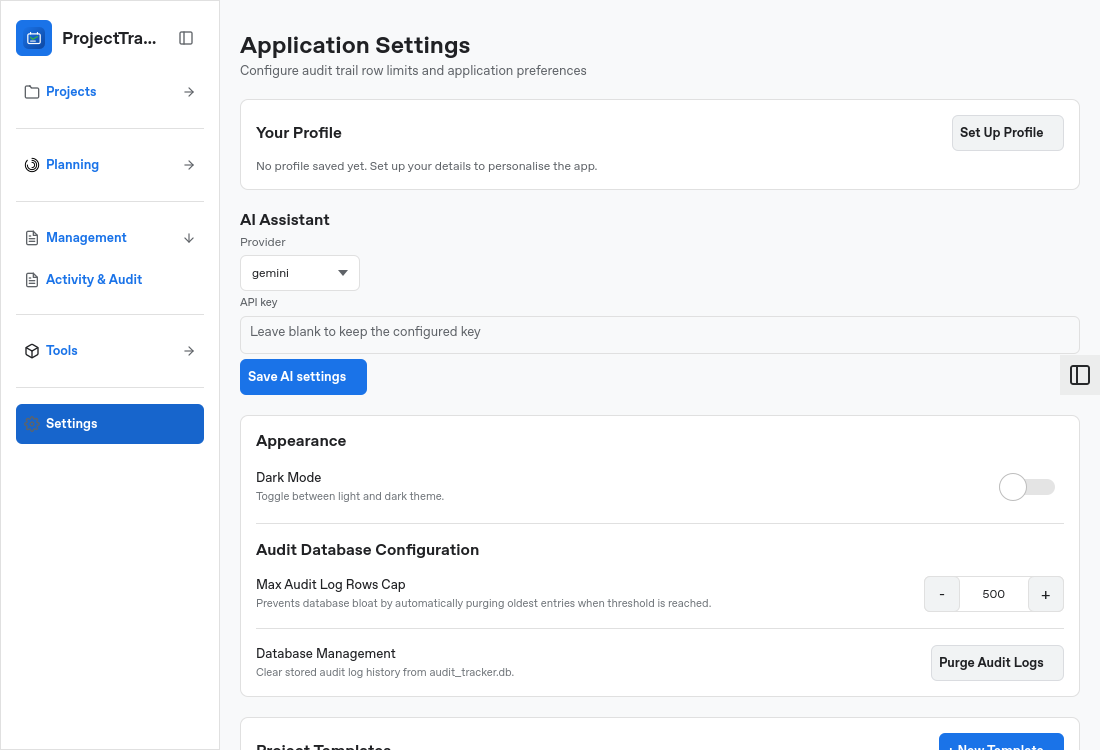 ProjectTra...
Projects
Planning
Management
Activity & Audit
Tools
Settings
Application Settings
Configure audit trail row limits and application preferences
Your Profile
Set Up Profile
No profile saved yet. Set up your details to personalise the app.
AI Assistant
Provider
gemini
API key
Leave blank to keep the configured key
Save AI settings
Appearance
Dark Mode
Toggle between light and dark theme.
Audit Database Configuration
Max Audit Log Rows Cap
Prevents database bloat by automatically purging oldest entries when threshold is reached.
- 500 +
Database Management
Clear stored audit log history from audit_tracker.db.
Purge Audit Logs
Project Templates
+ New Template